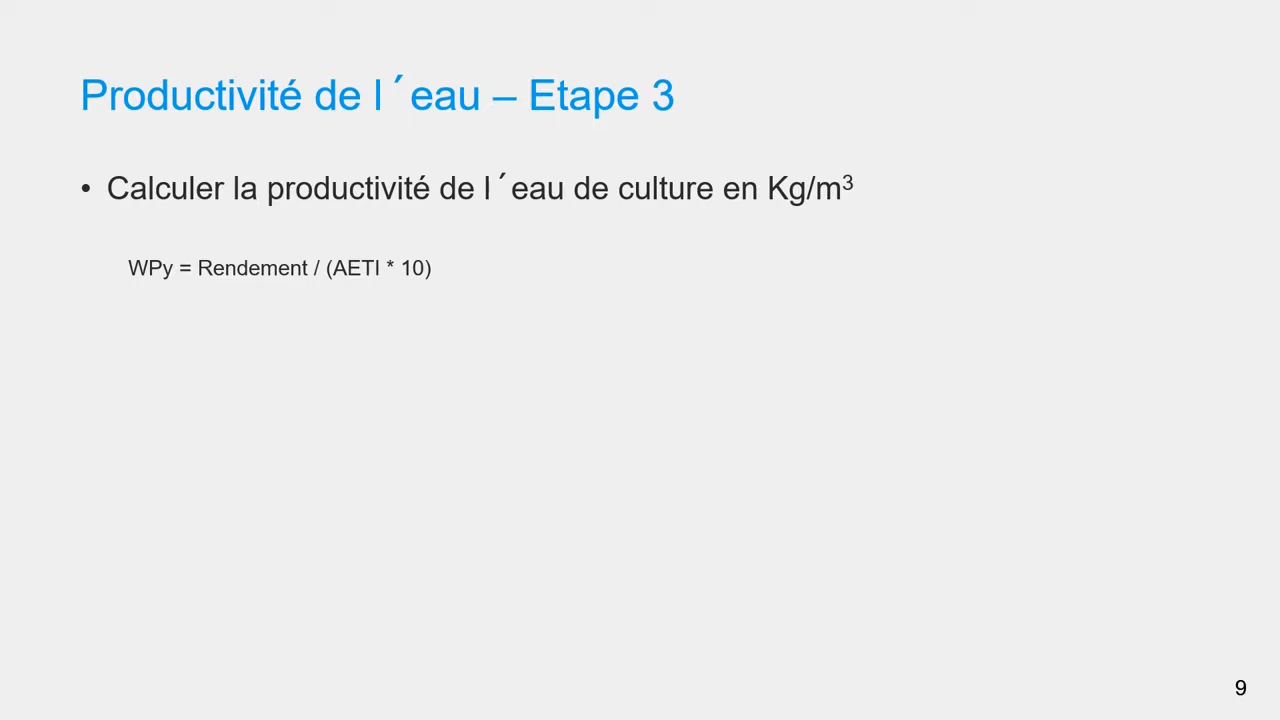 Productivité de l´eau – Etape 3
• Calculer la productivité de l´eau de culture en Kg/m³
WPy = Rendement / (AETI * 10)
9